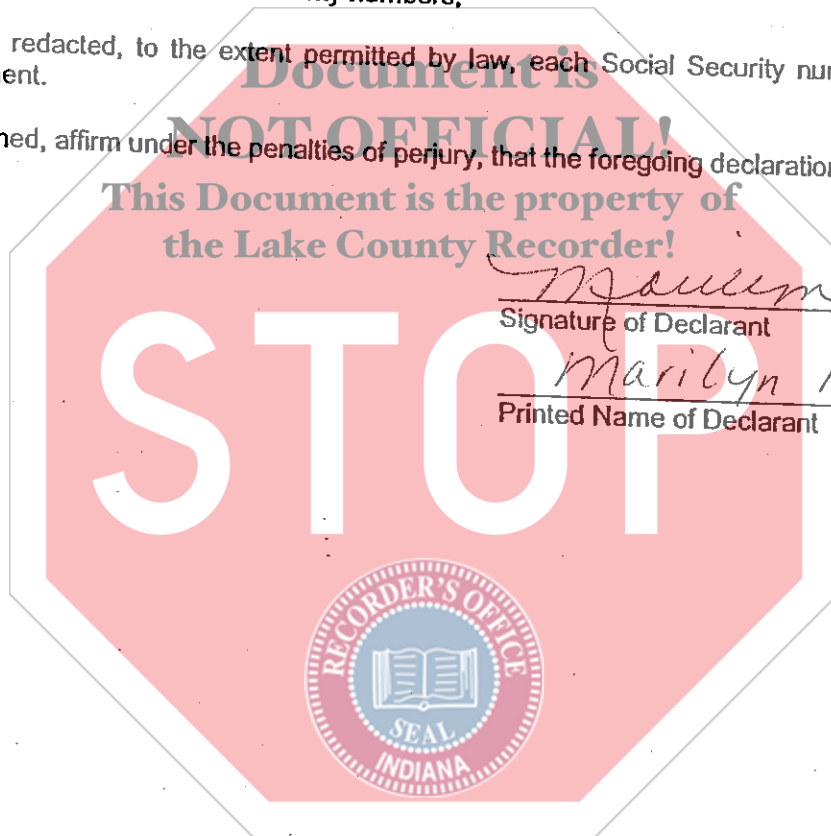 numbers,
redacted, to the extent permitted by law, each Social Security
ent.
Document is
NOT OFFICIAL!
ned, affirm under the penalties of perjury, that the foregoing declaration
This Document is the property of
the Lake County Recorder!
Signature of Declarant
Marilyn
Printed Name of Declarant
STOP
RECORDER'S OFFICE
SEAL
INDIANA